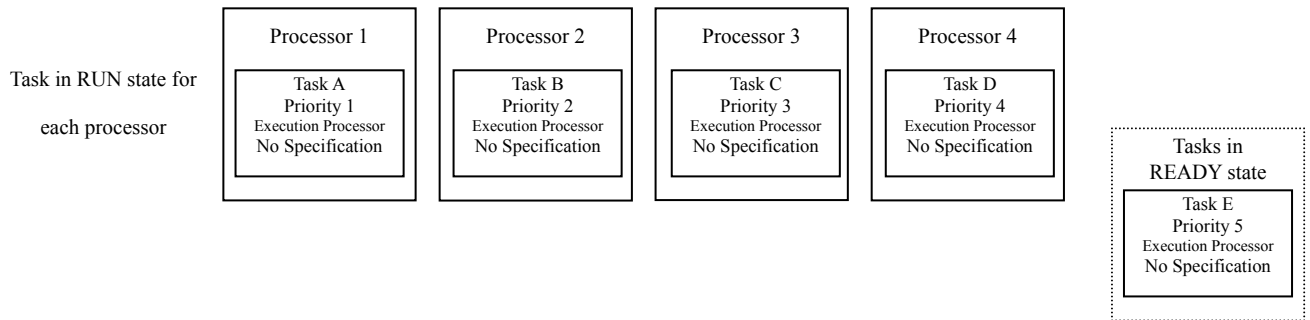 Task in RUN state for
each processor
Processor 1
Task A
Priority 1
Execution Processor
No Specification
Processor 2
Task B
Priority 2
Execution Processor
No Specification
Processor 3
Task C
Priority 3
Execution Processor
No Specification
Processor 4
Task D
Priority 4
Execution Processor
No Specification
Tasks in
READY state
Task E
Priority 5
Execution Processor
No Specification